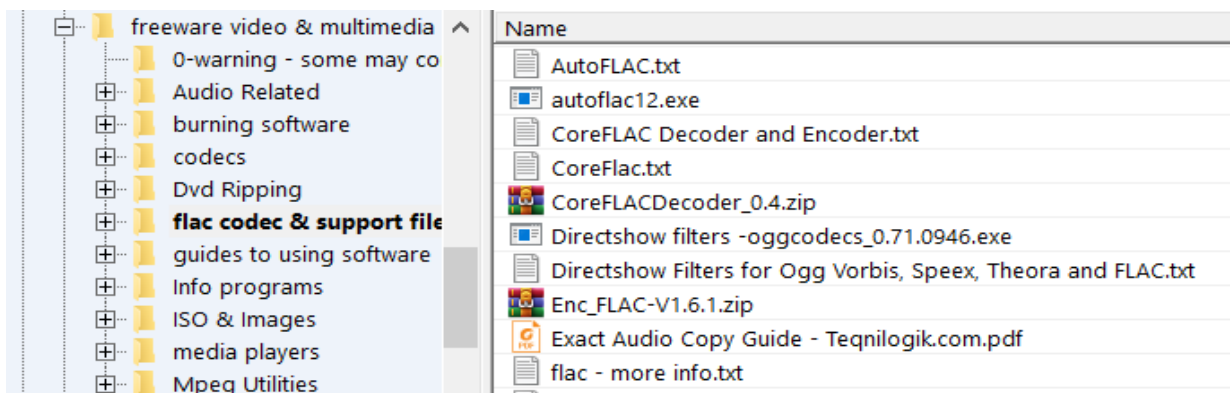 freeware video & multimedia
0-warning - some may co
Audio Related
burning software
codecs
Dvd Ripping
flac codec & support file
guides to using software
Info programs
ISO & Images
media players
Mpeg Utilities
Name
AutoFLAC.txt
autoflac12.exe
CoreFLAC Decoder and Encoder.txt
CoreFlac.txt
CoreFLACDecoder_0.4.zip
Directshow filters -oggcodecs_0.71.0946.exe
Directshow Filters for Ogg Vorbis, Speex, Theora and FLAC.txt
Enc_FLAC-V1.6.1.zip
Exact Audio Copy Guide - Teqnilogik.com.pdf
flac - more info.txt